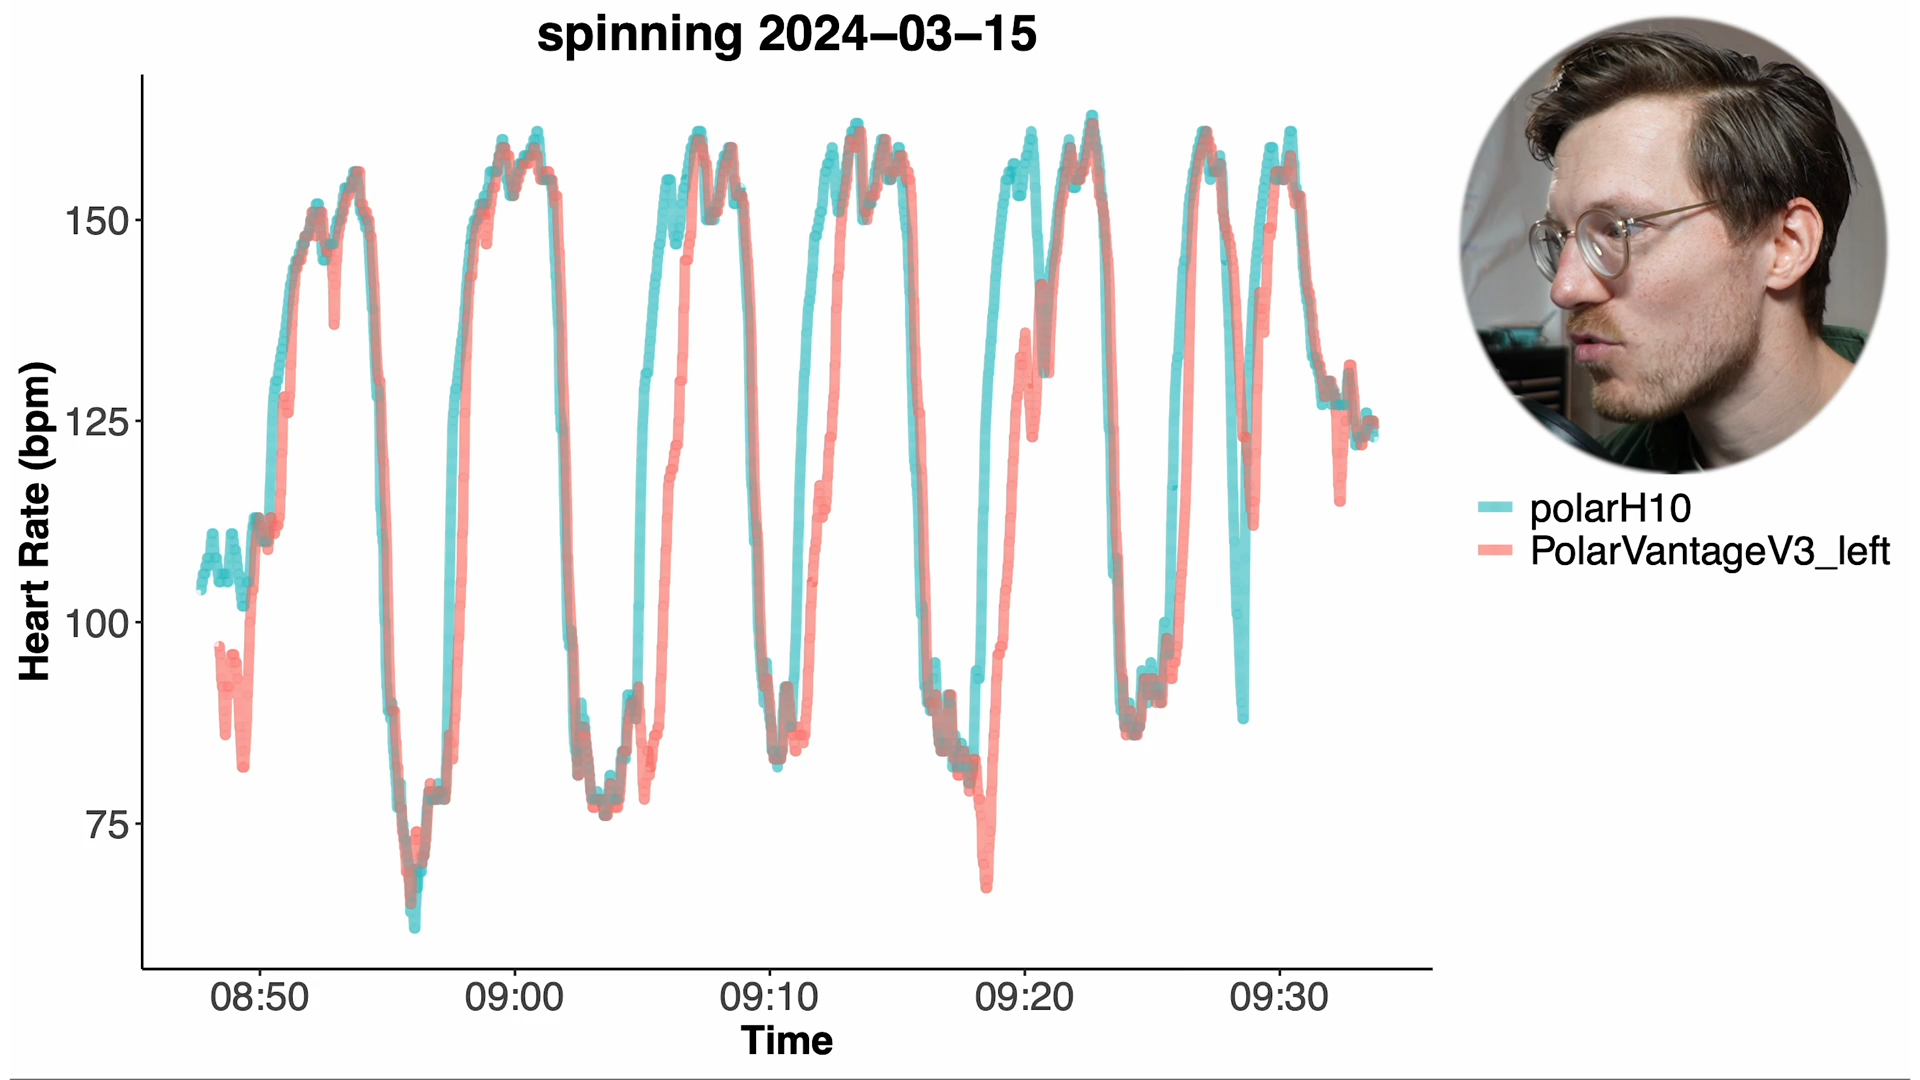 spinning 2024–03–15
Heart Rate (bpm)
150
125
100
75
08:50
09:00
09:10
09:20
09:30
Time
polarH10
PolarVantageV3_left